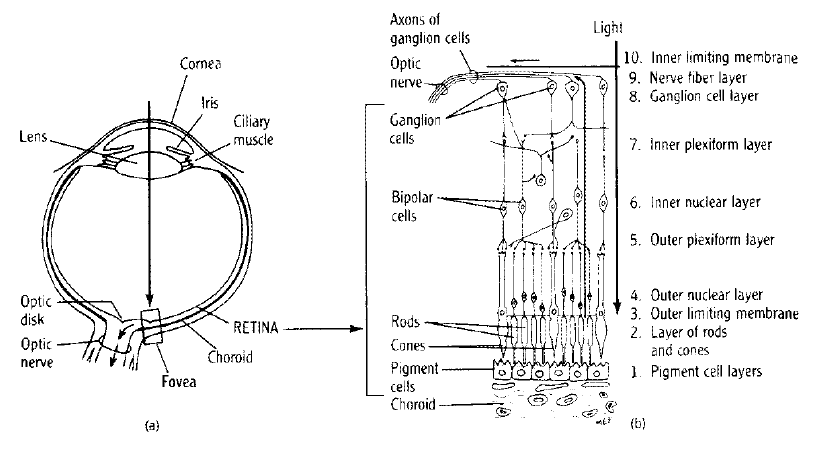 Cornea
Iris
Lens
Ciliary
muscle
Optic
disk
Optic
nerve
RETINA
Choroid
Fovea
(a)
Axons of
ganglion cells
Light
Optic
nerve
Ganglion
cells
Bipolar
cells
Rods
Cones
Pigment
cells
Choroid
10. Inner limiting membrane
9. Nerve fiber layer
8. Ganglion cell layer
7. Inner plexiform layer
6. Inner nuclear layer
5. Outer plexiform layer
4. Outer nuclear layer
3. Outer limiting membrane
2. Layer of rods
and cones
1. Pigment cell layers
(b)